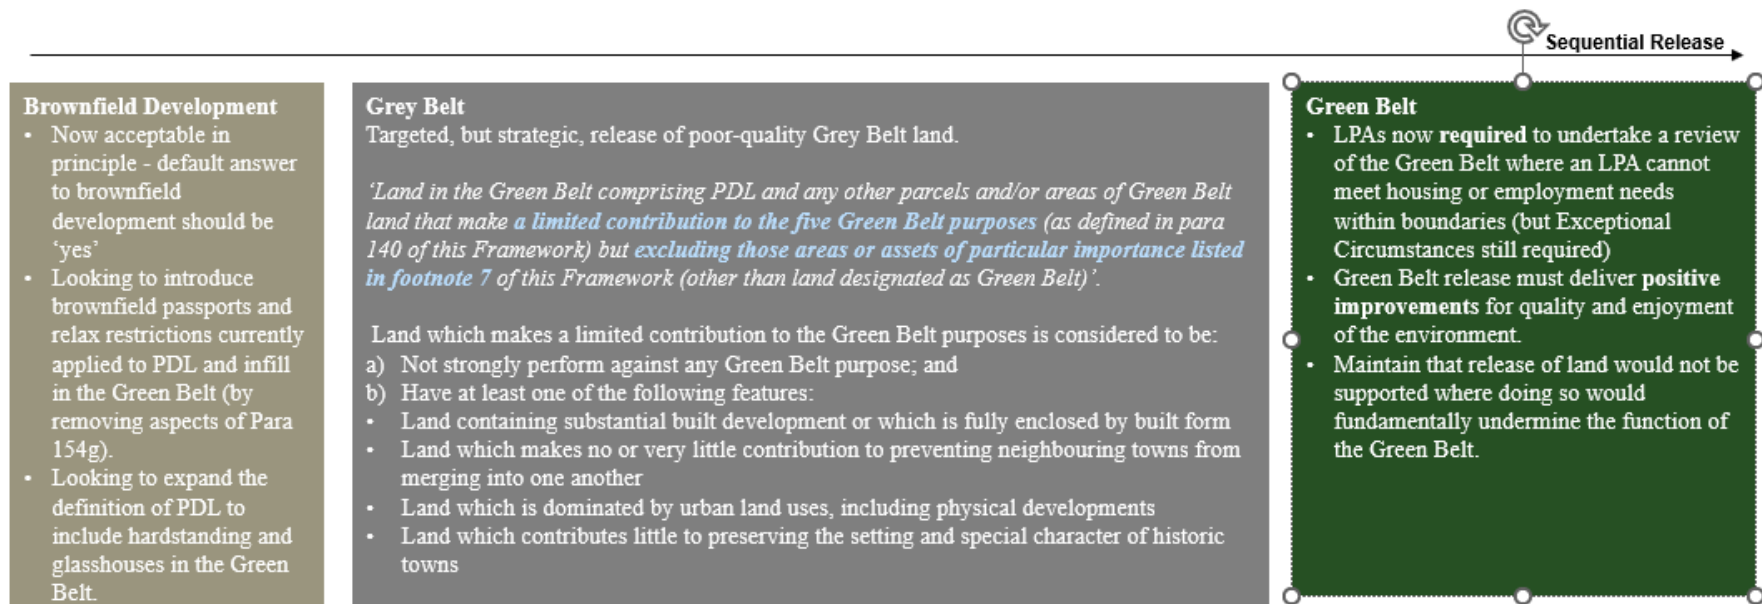 Sequential Release
Brownfield Development
• Now acceptable in
principle - default answer
to brownfield
development should be
‘yes’
• Looking to introduce
brownfield passports and
relax restrictions currently
applied to PDL and infill
in the Green Belt (by
removing aspects of Para
154g).
• Looking to expand the
definition of PDL to
include hardstanding and
glasshouses in the Green
Belt.
Grey Belt
Targeted, but strategic, release of poor-quality Grey Belt land.
‘Land in the Green Belt comprising PDL and any other parcels and/or areas of Green Belt
land that make a limited contribution to the five Green Belt purposes (as defined in para
140 of this Framework) but excluding those areas or assets of particular importance listed
in footnote 7 of this Framework (other than land designated as Green Belt)’.
Land which makes a limited contribution to the Green Belt purposes is considered to be:
a) Not strongly perform against any Green Belt purpose; and
b) Have at least one of the following features:
• Land containing substantial built development or which is fully enclosed by built form
• Land which makes no or very little contribution to preventing neighbouring towns from
merging into one another
• Land which is dominated by urban land uses, including physical developments
• Land which contributes little to preserving the setting and special character of historic
towns
Green Belt
• LPAs now required to undertake a review
of the Green Belt where an LPA cannot
meet housing or employment needs
within boundaries (but Exceptional
Circumstances still required)
• Green Belt release must deliver positive
improvements for quality and enjoyment
of the environment.
• Maintain that release of land would not be
supported where doing so would
fundamentally undermine the function of
the Green Belt.